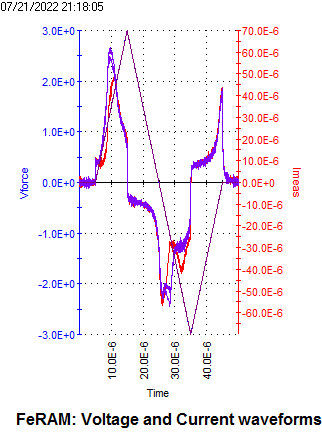 07/21/2022 21:18:05
3.0E+0
2.0E+0
1.0E+0
0.0E+0
-1.0E+0
-2.0E+0
-3.0E+0
Vforce
70.0E-6
60.0E-6
50.0E-6
40.0E-6
30.0E-6
20.0E-6
10.0E-6
0.0E+0
-10.0E-6
-20.0E-6
-30.0E-6
-40.0E-6
-50.0E-6
-60.0E-6
Imeas
10.0E-6
20.0E-6
30.0E-6
40.0E-6
Time
FeRAM: Voltage and Current waveforms